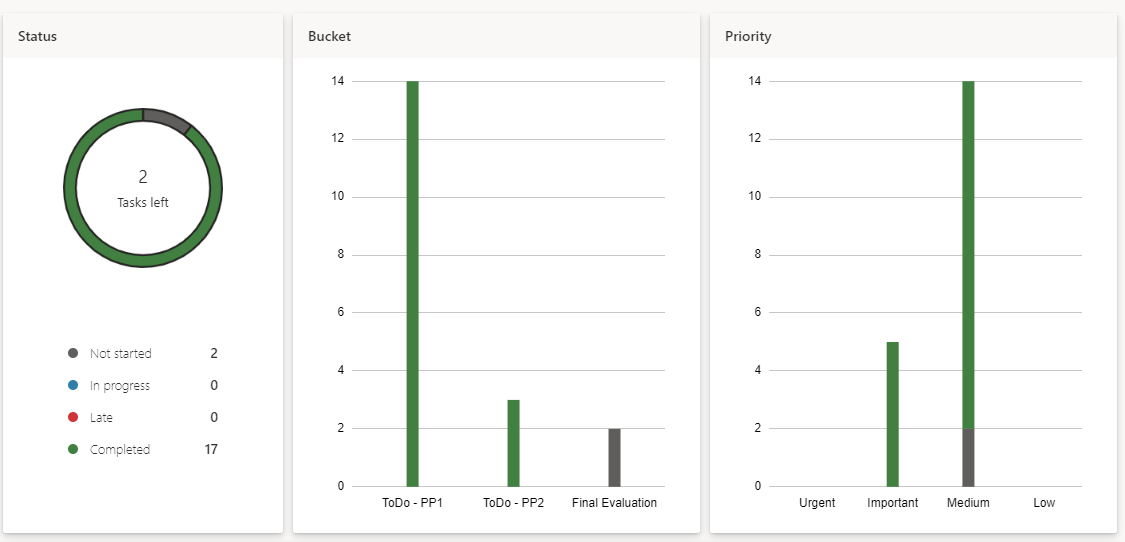 Status
2
Tasks left
Not started 2
In progress 0
Late 0
Completed 17
Bucket
14
12
10
8
6
4
2
0
ToDo - PP1 ToDo - PP2 Final Evaluation
Priority
14
12
10
8
6
4
2
0
Urgent Important Medium Low